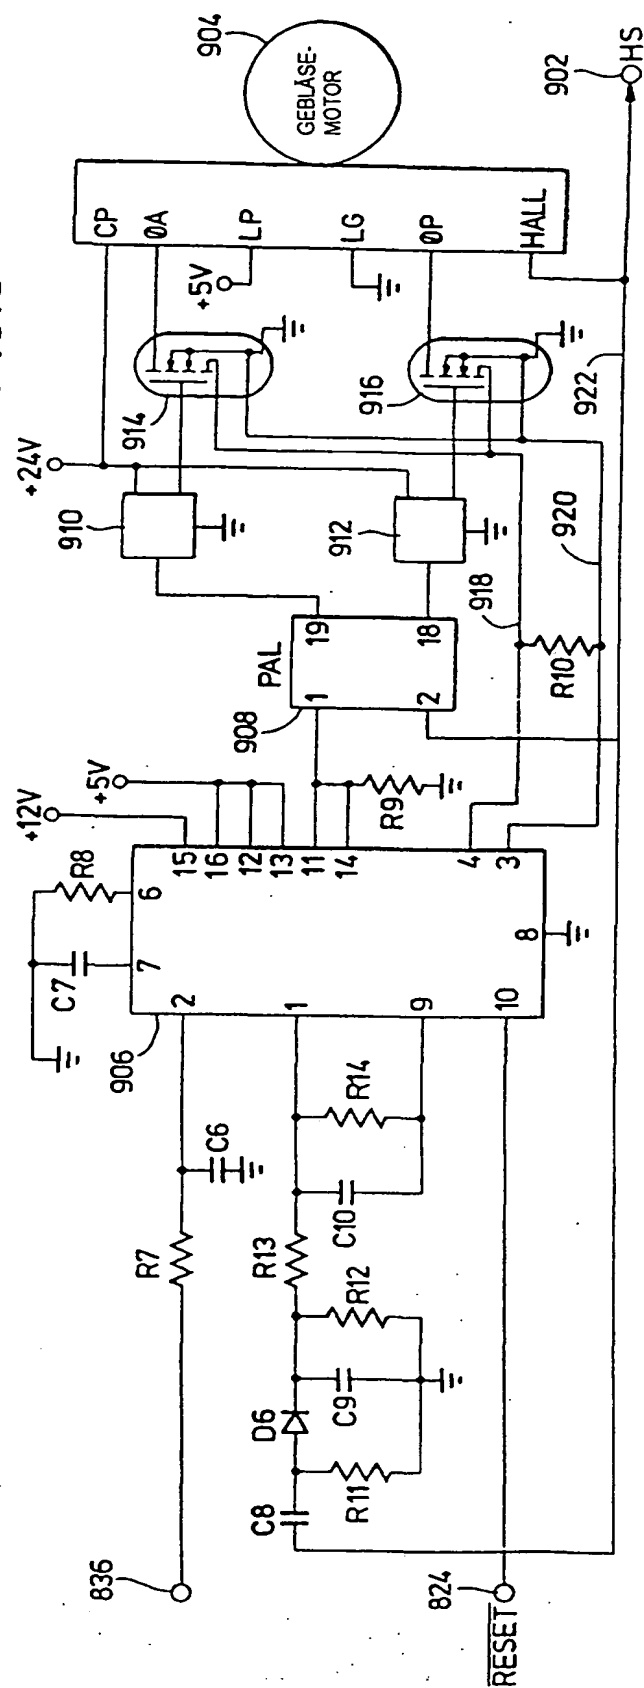 904
GEBLÄSE-
MOTOR
CP
ØA
LP
LG
ØP
HALL
902
HS
+5V
914
916
922
+24V
910
912
918
920
PAL
19
18
1
2
908
R10
R9
+12V
+5V
15
16
12
13
11
14
4
3
R8
C7
6
7
8
2
1
9
10
906
R14
C6
C10
R7
R13
R12
C9
D6
R11
C8
836
824
RESET